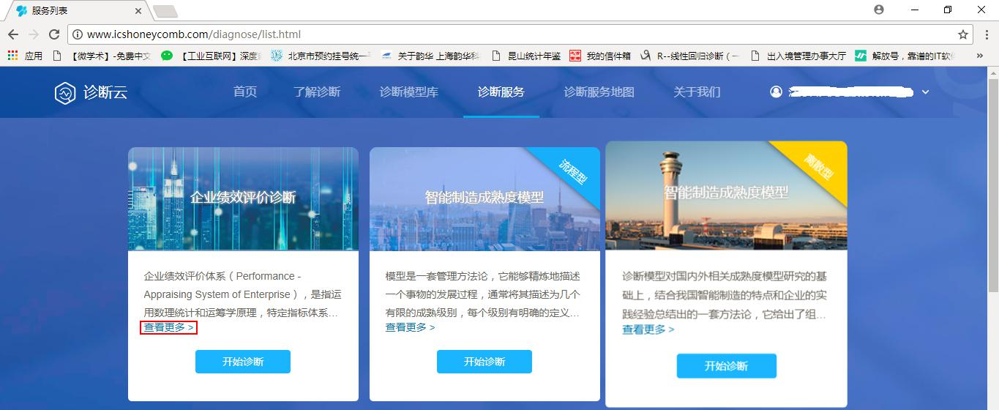 服务列表
www.icshoneycomb.com/diagnose/list.html
应用
【微学术】-免费中文
【工业互联网】深度
北京市预约挂号统一
关于韵华 上海韵华科
昆山统计年鉴
我的信件箱
R--线性回归诊断（一
出入境管理办事大厅
解放号，靠谱的IT软
»
诊断云
首页
了解诊断
诊断模型库
诊断服务
诊断服务地图
关于我们
企业绩效评价诊断
企业绩效评价体系（Performance -
Appraising System of Enterprise），是指运
用数理统计和运筹学原理，特定指标体系...
查看更多 >
开始诊断
流程型
智能制造成熟度模型
模型是一套管理方法论，它能够精炼地描述
一个事物的发展过程，通常将其描述为几个
有限的成熟级别，每个级别有明确的定义...
查看更多 >
开始诊断
离散型
智能制造成熟度模型
诊断模型对国内外相关成熟度模型研究的基
础上，结合我国智能制造的特点和企业的实
践经验总结出的一套方法论，它给出了组...
查看更多 >
开始诊断